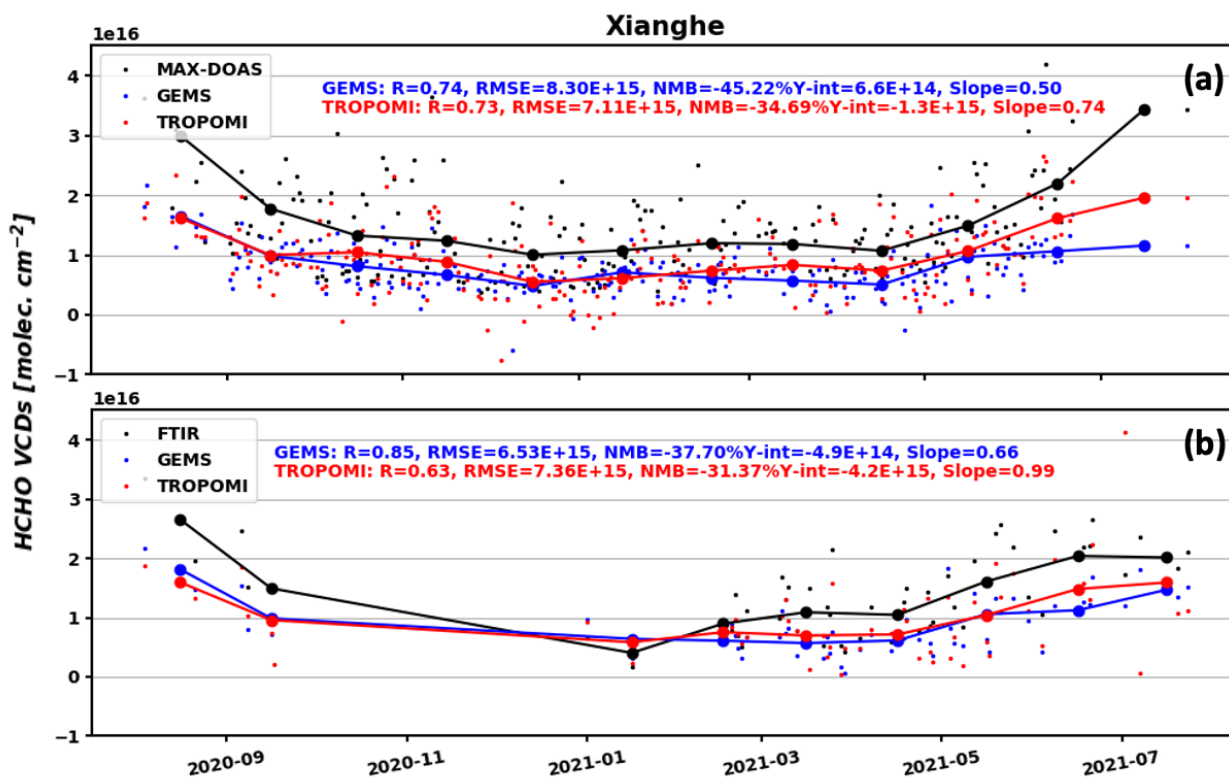 Xianghe
1e16
MAX-DOAS
GEMS
TROPOMI
GEMS: R=0.74, RMSE=8.30E+15, NMB=-45.22%Y-int=6.6E+14, Slope=0.50
TROPOMI: R=0.73, RMSE=7.11E+15, NMB=-34.69%Y-int=-1.3E+15, Slope=0.74
(a)
4
3
2
1
0
−1
HCHO VCDs [molec. cm−2]
1e16
FTIR
GEMS
TROPOMI
GEMS: R=0.85, RMSE=6.53E+15, NMB=-37.70%Y-int=-4.9E+14, Slope=0.66
TROPOMI: R=0.63, RMSE=7.36E+15, NMB=-31.37%Y-int=-4.2E+15, Slope=0.99
(b)
4
3
2
1
0
−1
2020-09 2020-11 2021-01 2021-03 2021-05 2021-07